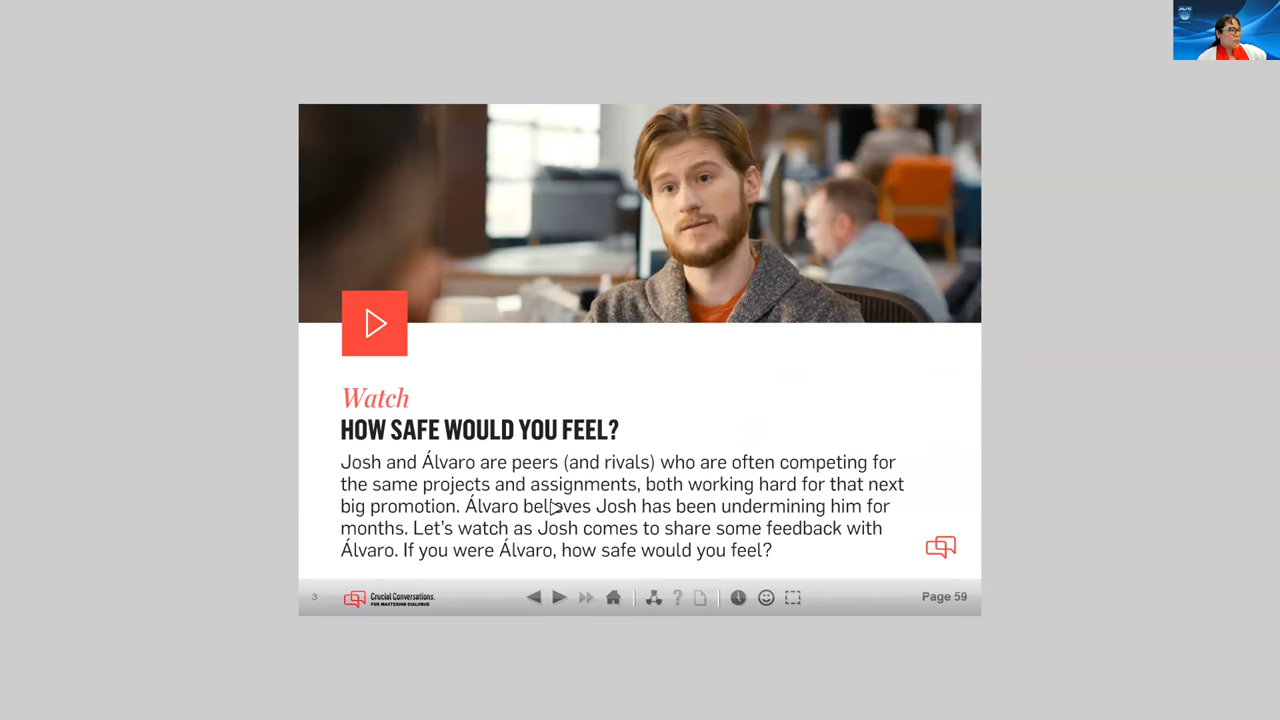 Watch
HOW SAFE WOULD YOU FEEL?
Josh and Álvaro are peers (and rivals) who are often competing for
the same projects and assignments, both working hard for that next
big promotion. Álvaro believes Josh has been undermining him for
months. Let's watch as Josh comes to share some feedback with
Álvaro. If you were Álvaro, how safe would you feel?
3
Crucial Conversations.
FOR MASTERING DIALOGUE
?
Page 59